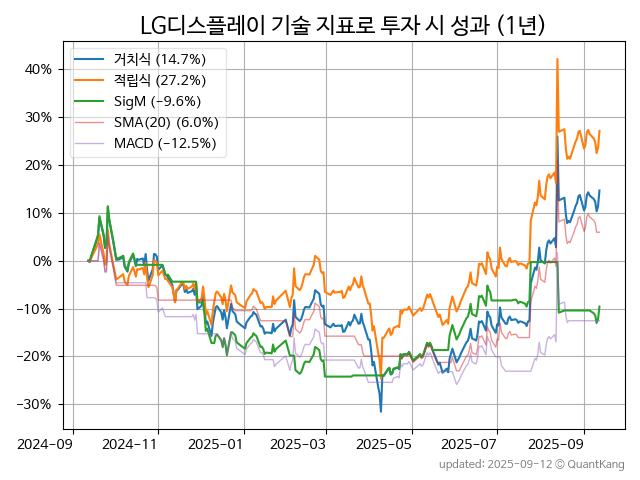 LG디스플레이 기술 지표로 투자 시 성과 (1년)
거치식 (14.7%)
적립식 (27.2%)
SigM (−9.6%)
SMA(20) (6.0%)
MACD (−12.5%)
40%
30%
20%
10%
0%
−10%
−20%
−30%
2024-09 2024-11 2025-01 2025-03 2025-05 2025-07 2025-09
updated: 2025-09-12 © QuantKang